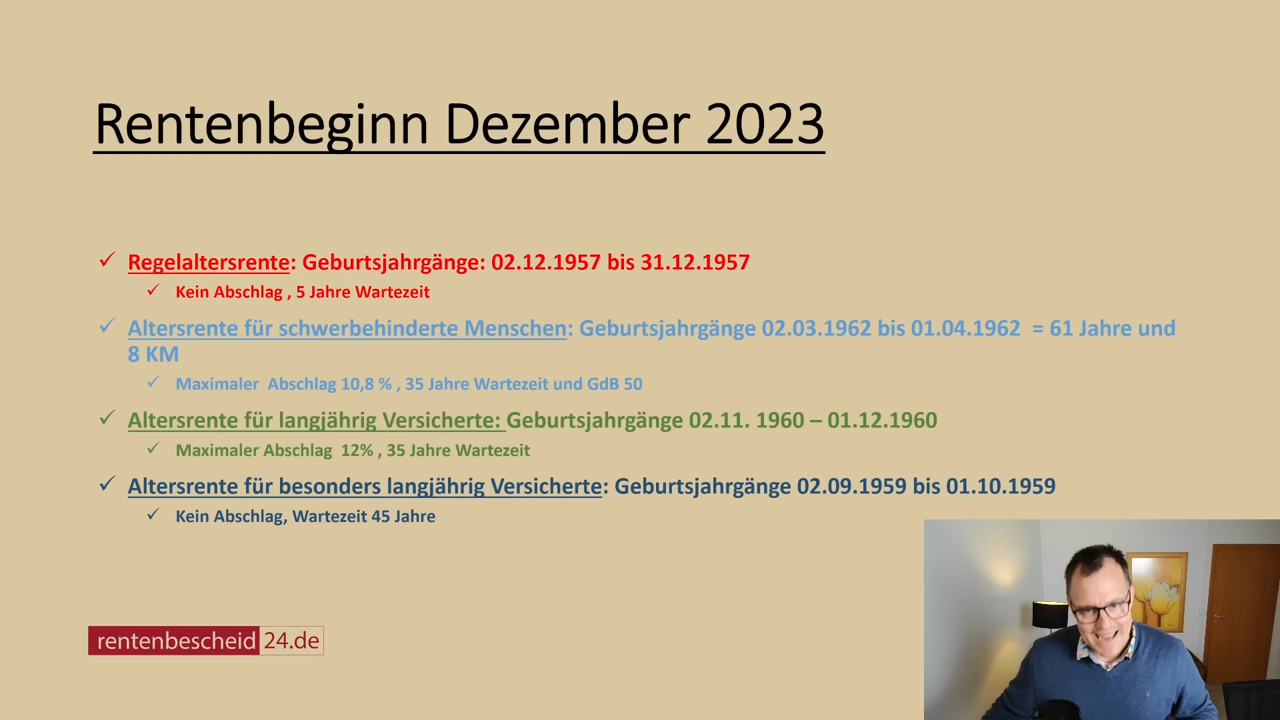 Rentenbeginn Dezember 2023
Regelaltersrente: Geburtsjahrgänge: 02.12.1957 bis 31.12.1957
Kein Abschlag , 5 Jahre Wartezeit
Altersrente für schwerbehinderte Menschen: Geburtsjahrgänge 02.03.1962 bis 01.04.1962 = 61 Jahre und
8 KM
Maximaler Abschlag 10,8 % , 35 Jahre Wartezeit und GdB 50
Altersrente für langjährig Versicherte: Geburtsjahrgänge 02.11. 1960 – 01.12.1960
Maximaler Abschlag 12% , 35 Jahre Wartezeit
Altersrente für besonders langjährig Versicherte: Geburtsjahrgänge 02.09.1959 bis 01.10.1959
Kein Abschlag, Wartezeit 45 Jahre
rentenbescheid 24.de